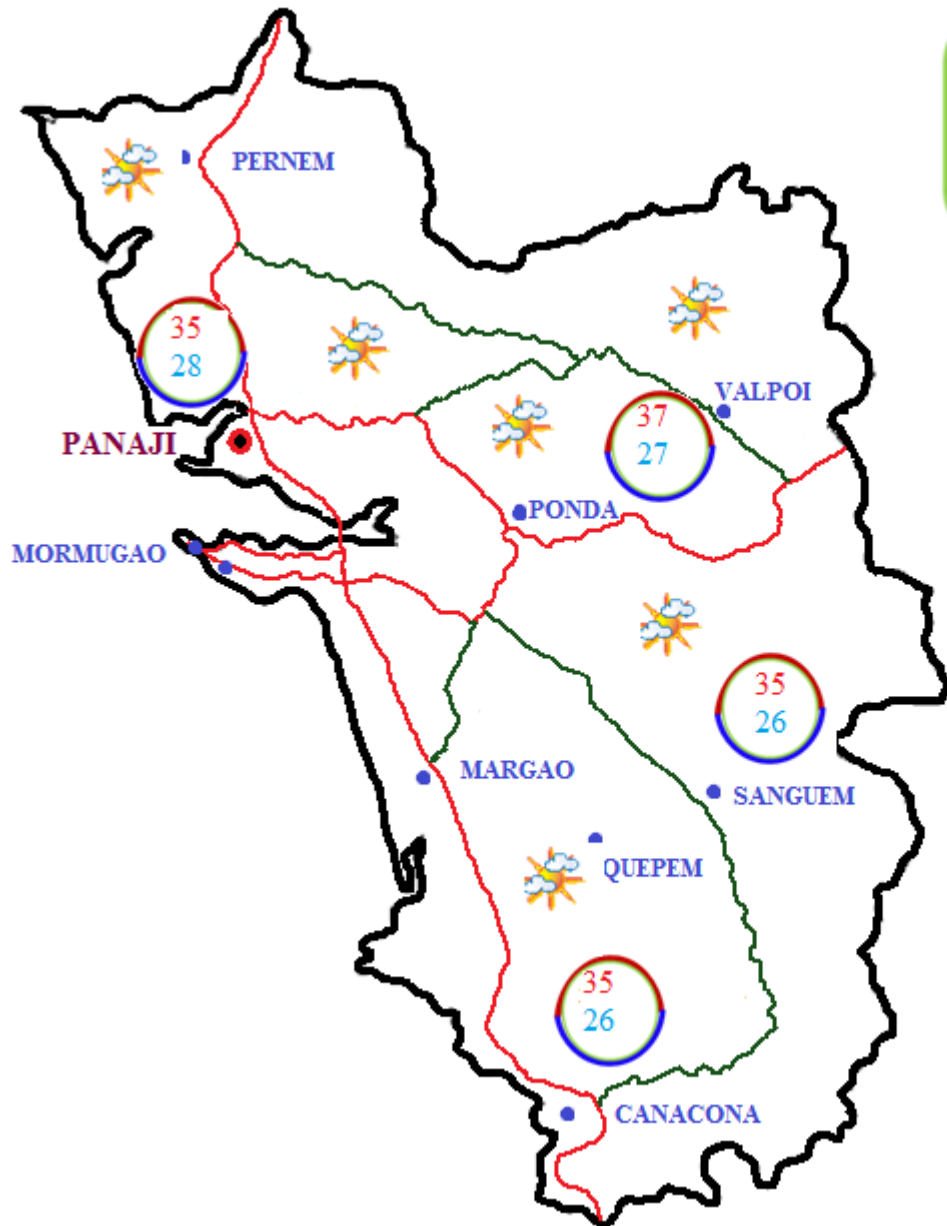 PERNEM
35
28
VALPOI
37
27
PANAJI
PONDA
MORMUGAO
35
26
MARGAO
SANGUEM
QUEPEM
35
26
CANACONA